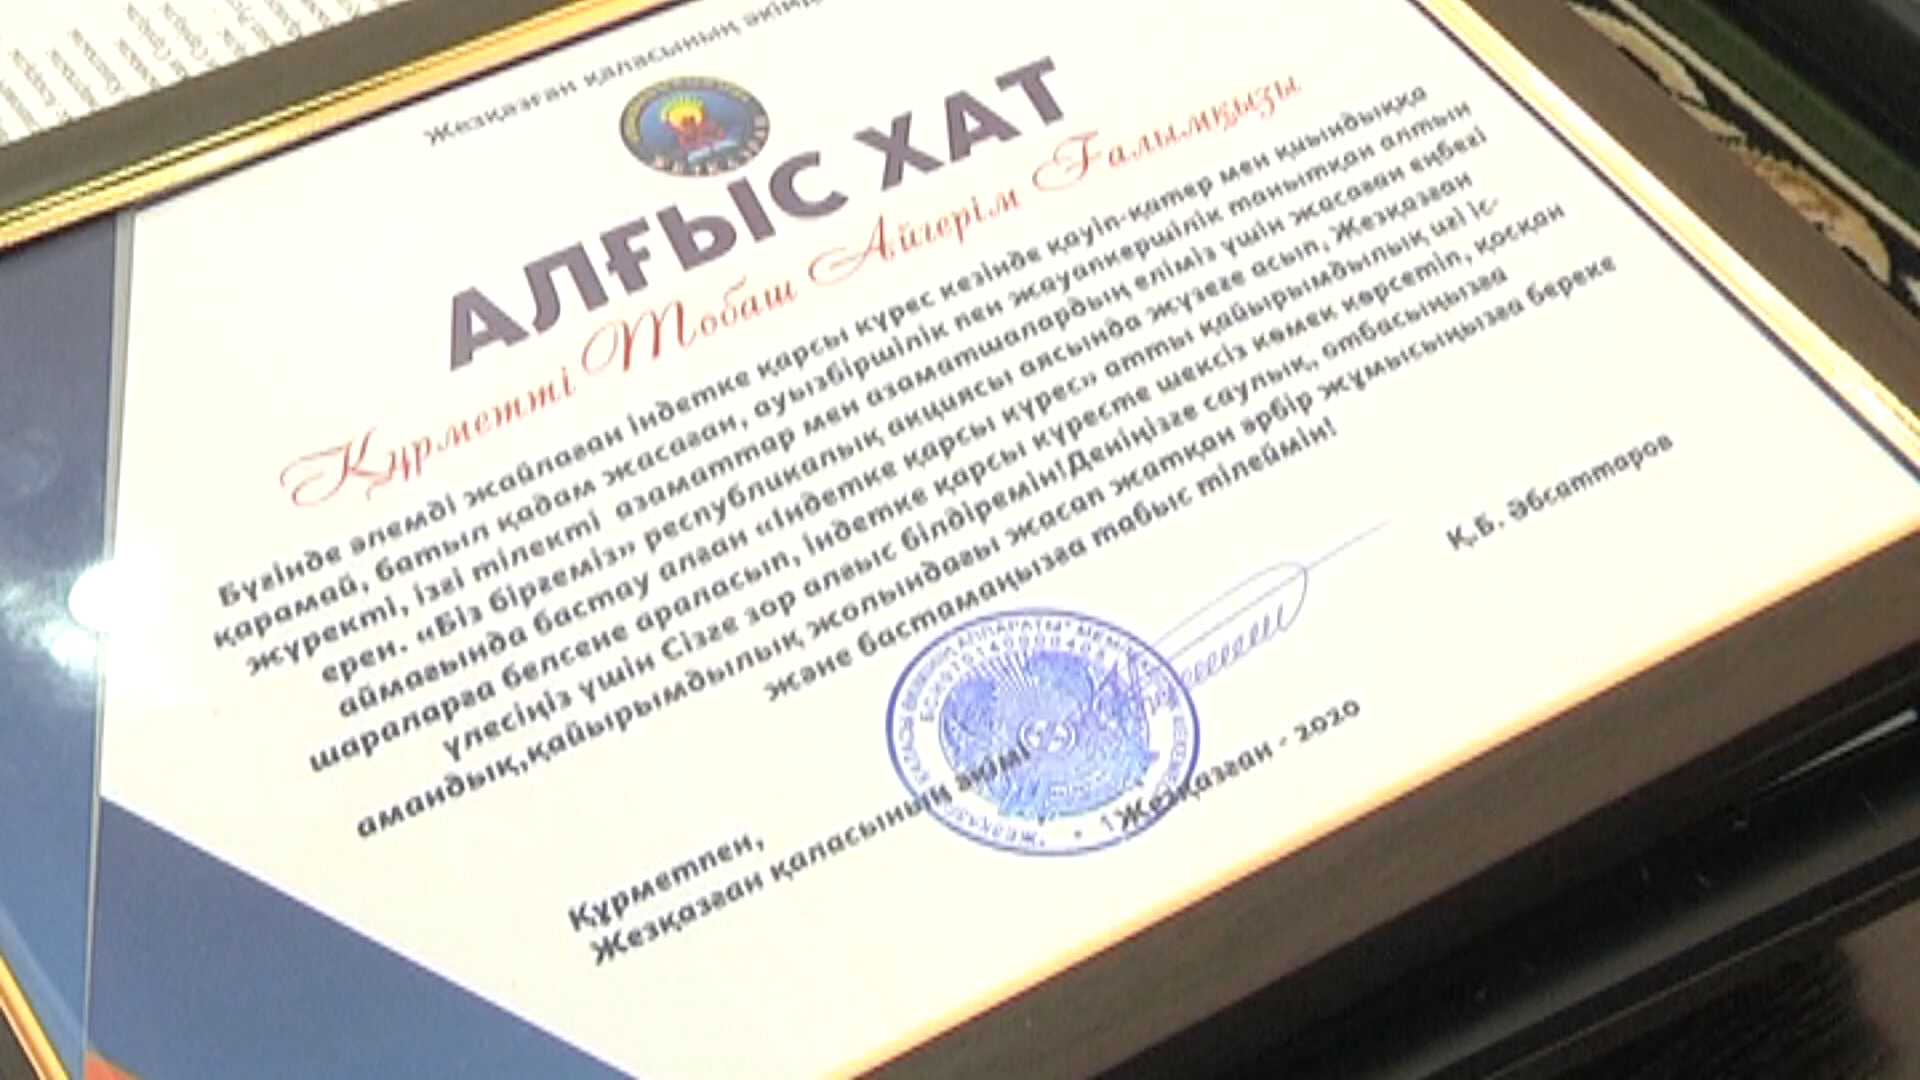 Жезқазған қаласының әкімд
АЛҒЫС ХАТ
Құрметті Тобаш Айгерім Ғалымқызы
Бүгінде әлемді жайлаған індетке қарсы күрес кезінде қауіп-қатер мен қиындыққа
қарамай, батыл қадам жасаған, ауызбіршілік пен жауапкершілік танытқан алтын
жүректі, ізгі тілекті азаматтар мен азаматшалардың еліміз үшін жасаған еңбегі
ерен. «Біз біргеміз» республикалық акциясы аясында жүзеге асып, Жезқазған
аймағында бастау алған «Індетке қарсы күрес» атты қайырымдылық игі іс-
шараларға белсене араласып, індетке қарсы күресте шексіз көмек көрсетіп, қосқан
үлесіңіз үшін Сізге зор алғыс білдіремін!Деніңізге саулық, отбасыңызға
амандық,қайырымдылық жолындағы жасап жатқан әрбір жұмысыңызға береке
және бастамаңызға табыс тілеймін!
Құрметпен,
Жезқазған қаласының әкімі
Қ.Б. Әбсаттаров
Жезқазған - 2020